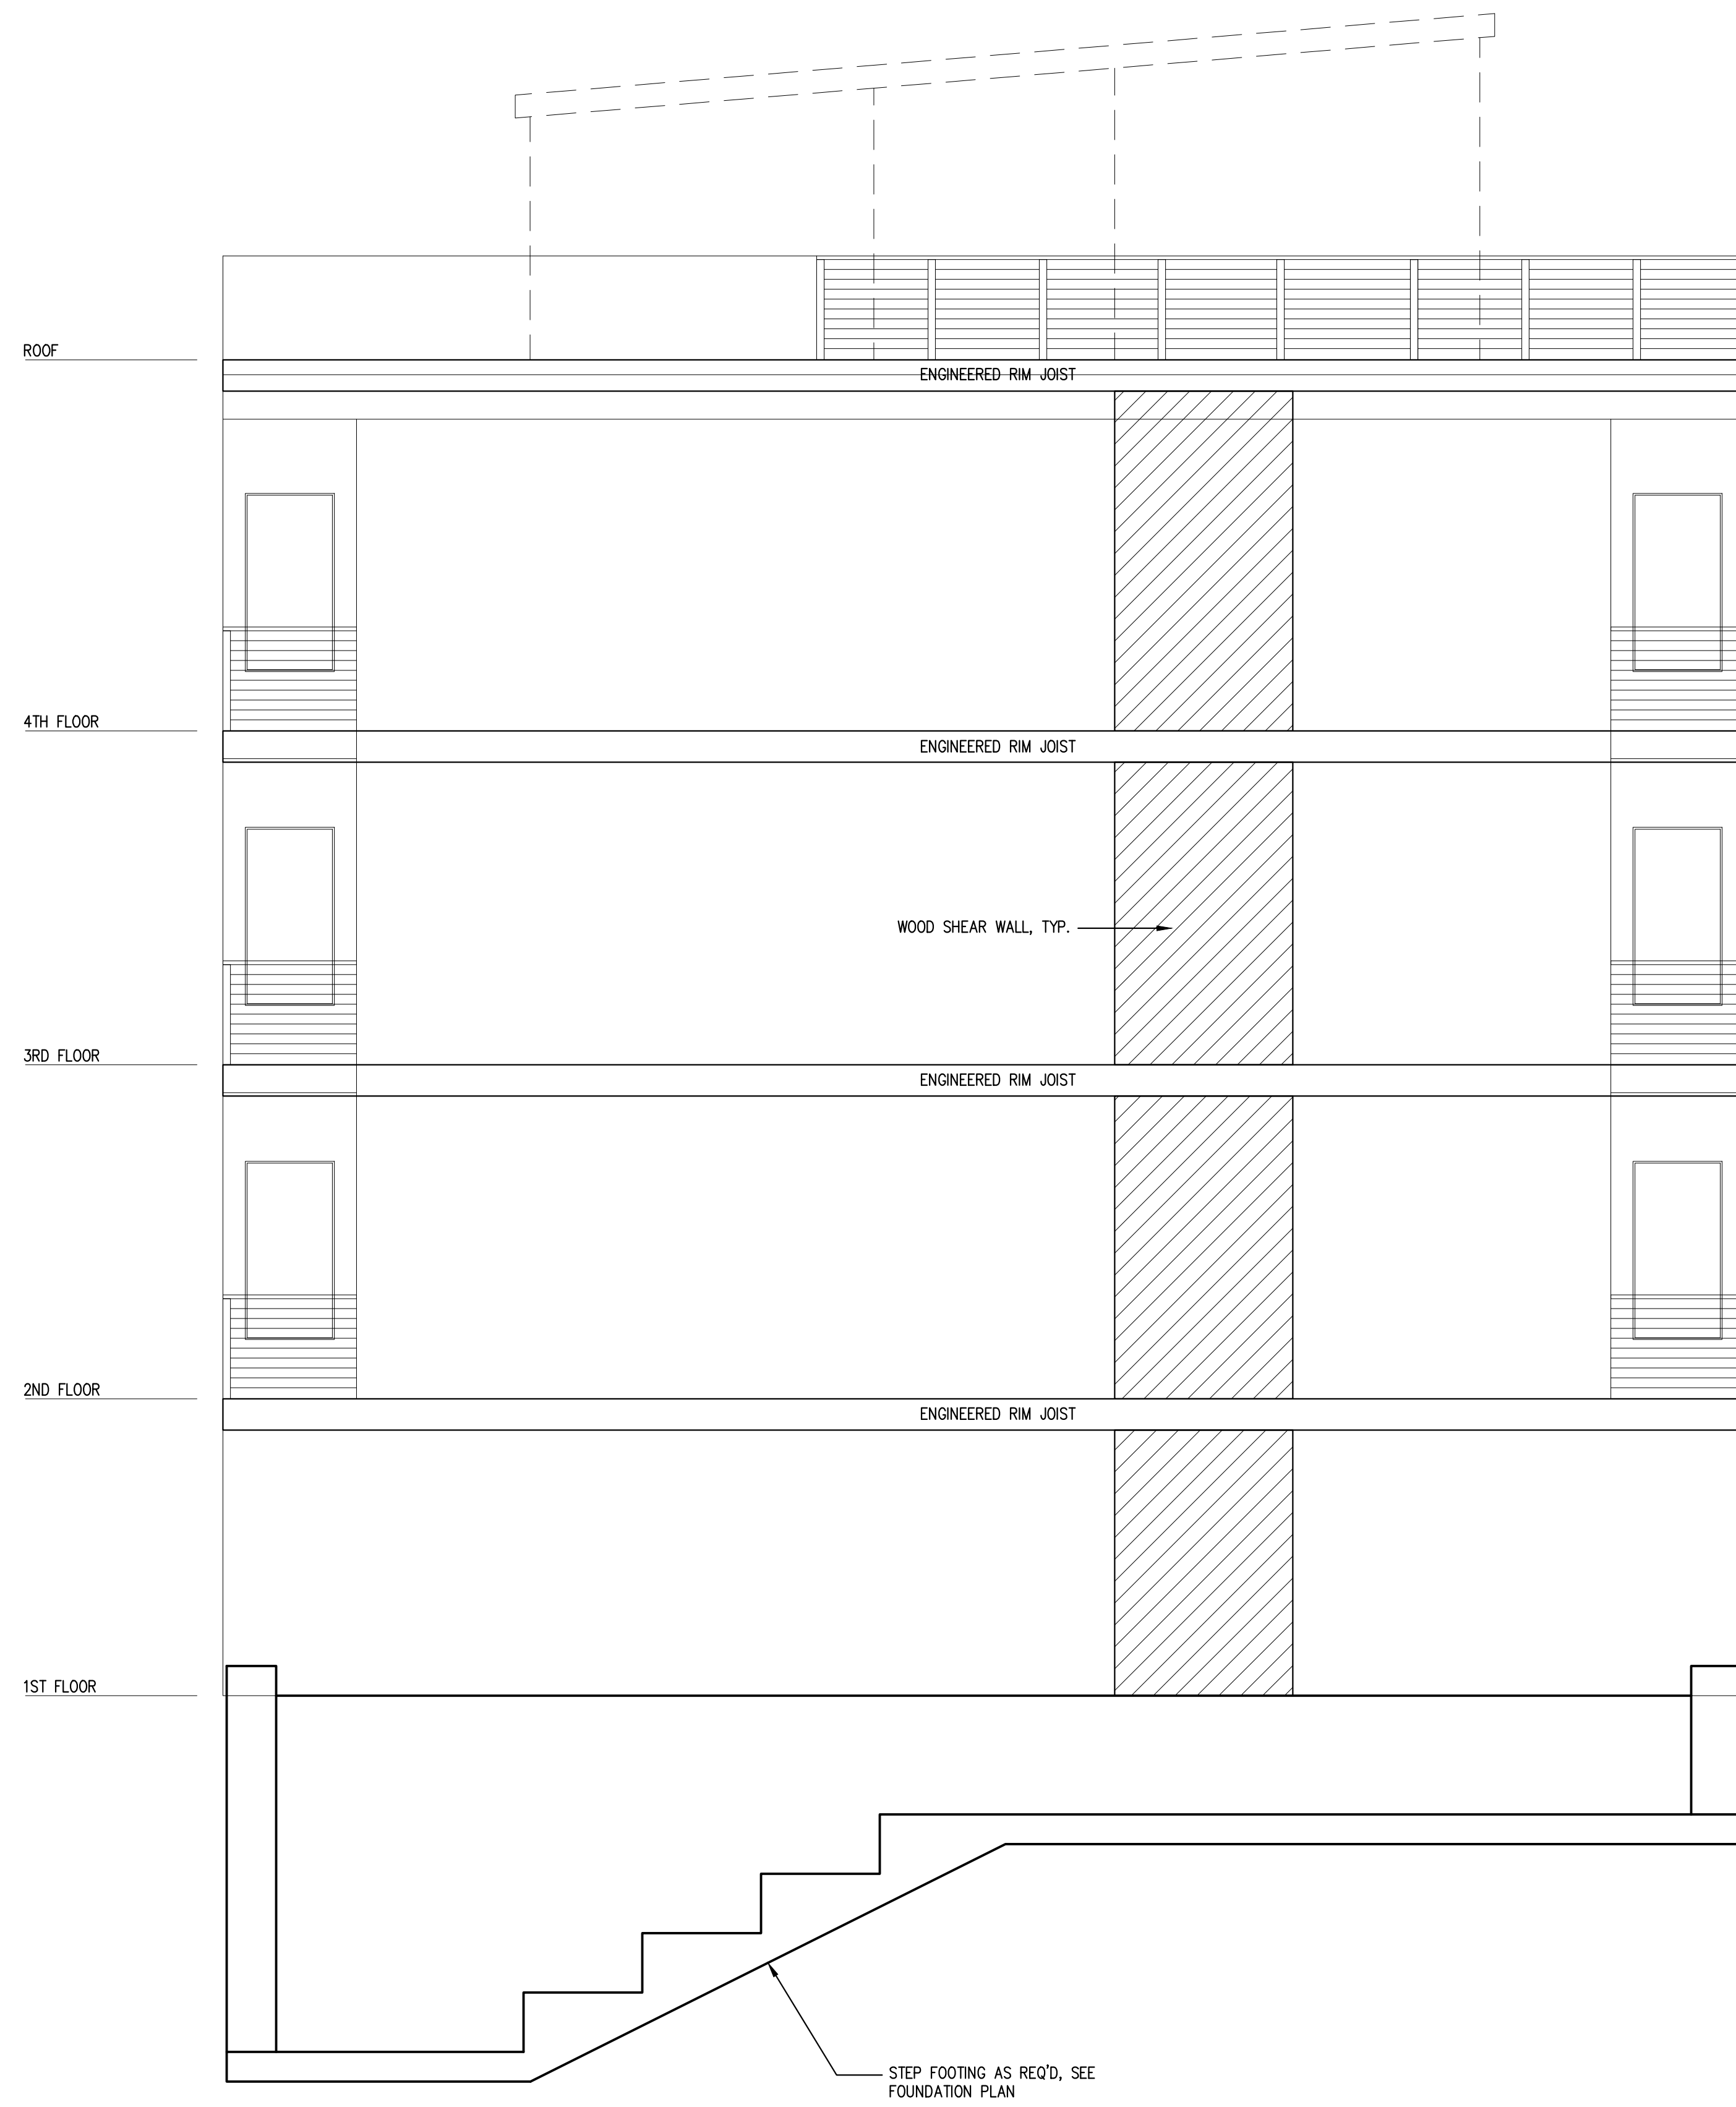 ROOF
ENGINEERED RIM JOIST
4TH FLOOR
ENGINEERED RIM JOIST
WOOD SHEAR WALL, TYP.
3RD FLOOR
ENGINEERED RIM JOIST
2ND FLOOR
ENGINEERED RIM JOIST
1ST FLOOR
STEP FOOTING AS REQ'D, SEE
FOUNDATION PLAN